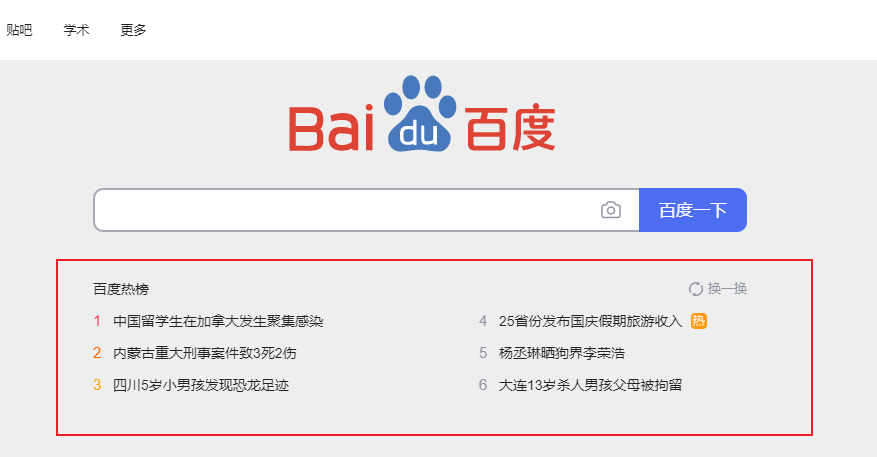 贴吧 学术 更多
Bai du 百度
百度一下
百度热榜 换一换
1 中国留学生在加拿大发生聚集感染
2 内蒙古重大刑事案件致3死2伤
3 四川5岁小男孩发现恐龙足迹
4 25省份发布国庆假期旅游收入 热
5 杨丞琳晒狗界李荣浩
6 大连13岁杀人男孩父母被拘留